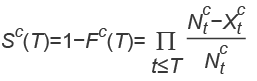 S^c(T)=1−F^c(T)= ∏_{t≤T} (N_t^c−X_t^c)/N_t^c